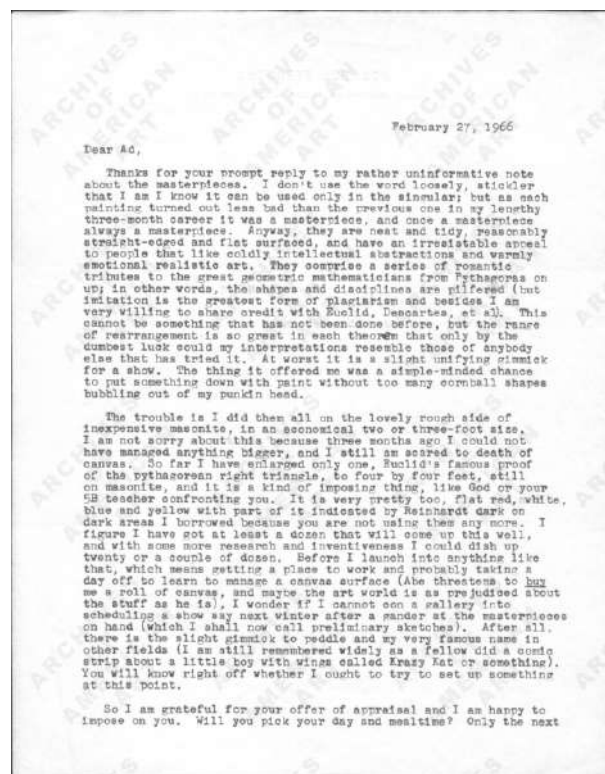 February 27, 1966
Dear Ad,
Thanks for your prompt reply to my rather uninformative note
about the masterpieces. I don't use the word loosely, stickler
that I am I know it can be used only in the singular; but as each
painting turned out less bad than the previous one in my lengthy
three-month career it was a masterpiece, and once a masterpiece
always a masterpiece. Anyway, they are neat and tidy, reasonably
straight-edged and flat surfaced, and have an irresistable appeal
to people that like coldly intellectual abstractions and warmly
emotional realistic art. They comprise a series of romantic
tributes to the great geometric mathematicians from Pythagoras on
up; in other words, the shapes and disciplines are pilfered (but
imitation is the greatest form of plagiarism and besides I am
very willing to share credit with Euclid, Descartes, et al). This
cannot be something that has not been done before, but the range
of rearrangement is so great in each theorem that only by the
dumbest luck could my interpretations resemble those of anybody
else that has tried it. At worst it is a slight unifying gimmick
for a show. The thing it offered me was a simple-minded chance
to put something down with paint without too many cornball shapes
bubbling out of my punkin head.
The trouble is I did them all on the lovely rough side of
inexpensive masonite, in an economical two or three-foot size.
I am not sorry about this because three months ago I could not
have managed anything bigger, and I still am scared to death of
canvas. So far I have enlarged only one, Euclid's famous proof
of the pythagorean right triangle, to four by four feet, still
on masonite, and it is a kind of imposing thing, like God or your
5B teacher confronting you. It is very pretty too, flat red, white,
blue and yellow with part of it indicated by Reinhardt dark on
dark areas I borrowed because you are not using them any more. I
figure I have got at least a dozen that will come up this well,
and with some more research and inventiveness I could dish up
twenty or a couple of dozen. Before I launch into anything like
that, which means getting a place to work and probably taking a
day off to learn to manage a canvas surface (Abe threatens to buy
me a roll of canvas, and maybe the art world is as prejudiced about
the stuff as he is), I wonder if I cannot con a gallery into
scheduling a show say next winter after a gander at the masterpieces
on hand (which I shall now call preliminary sketches). After all,
there is the slight gimmick to peddle and my very famous name in
other fields (I am still remembered widely as a fellow did a comic
strip about a little boy with wings called Krazy Kat or something).
You will know right off whether I ought to try to set up something
at this point.
So I am grateful for your offer of appraisal and I am happy to
impose on you. Will you pick your day and mealtime? Only the next
ARCHIVES
OF
AMERICAN
ART